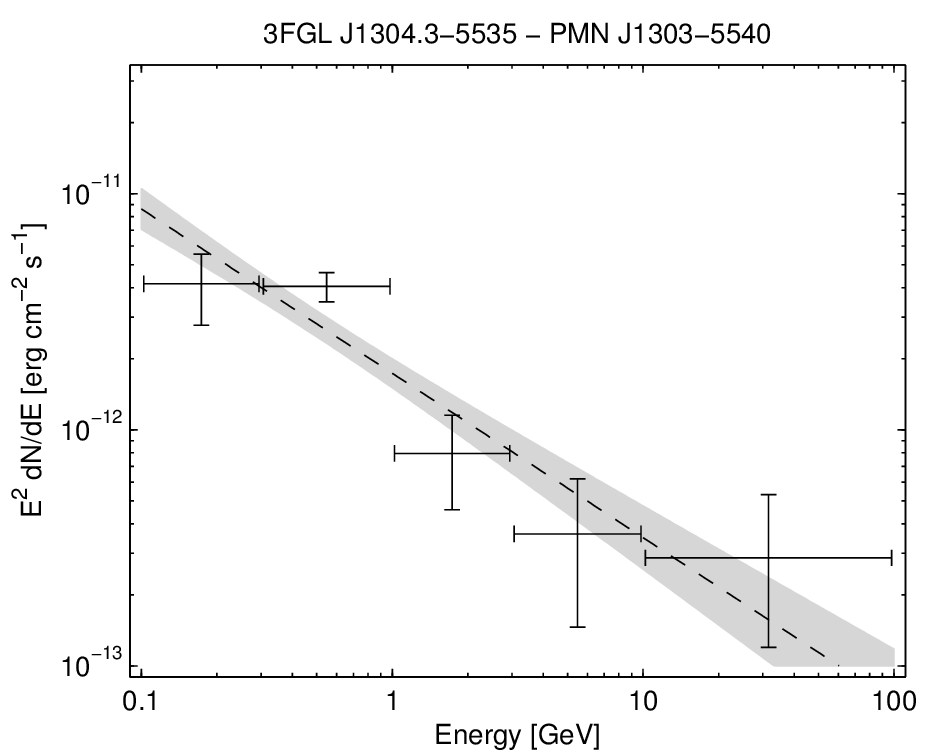 3FGL J1304.3−5535 − PMN J1303−5540
10⁻¹¹
10⁻¹²
10⁻¹³
E² dN/dE [erg cm⁻² s⁻¹]
0.1 1 10 100
Energy [GeV]